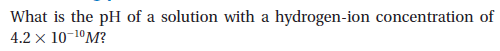 What is the pH of a solution with a hydrogen-ion concentration of
4.2 × 10⁻¹⁰M?